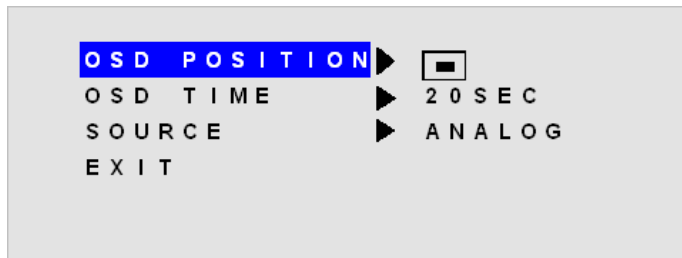 OSD POSITION
OSD TIME 20SEC
SOURCE ANALOG
EXIT